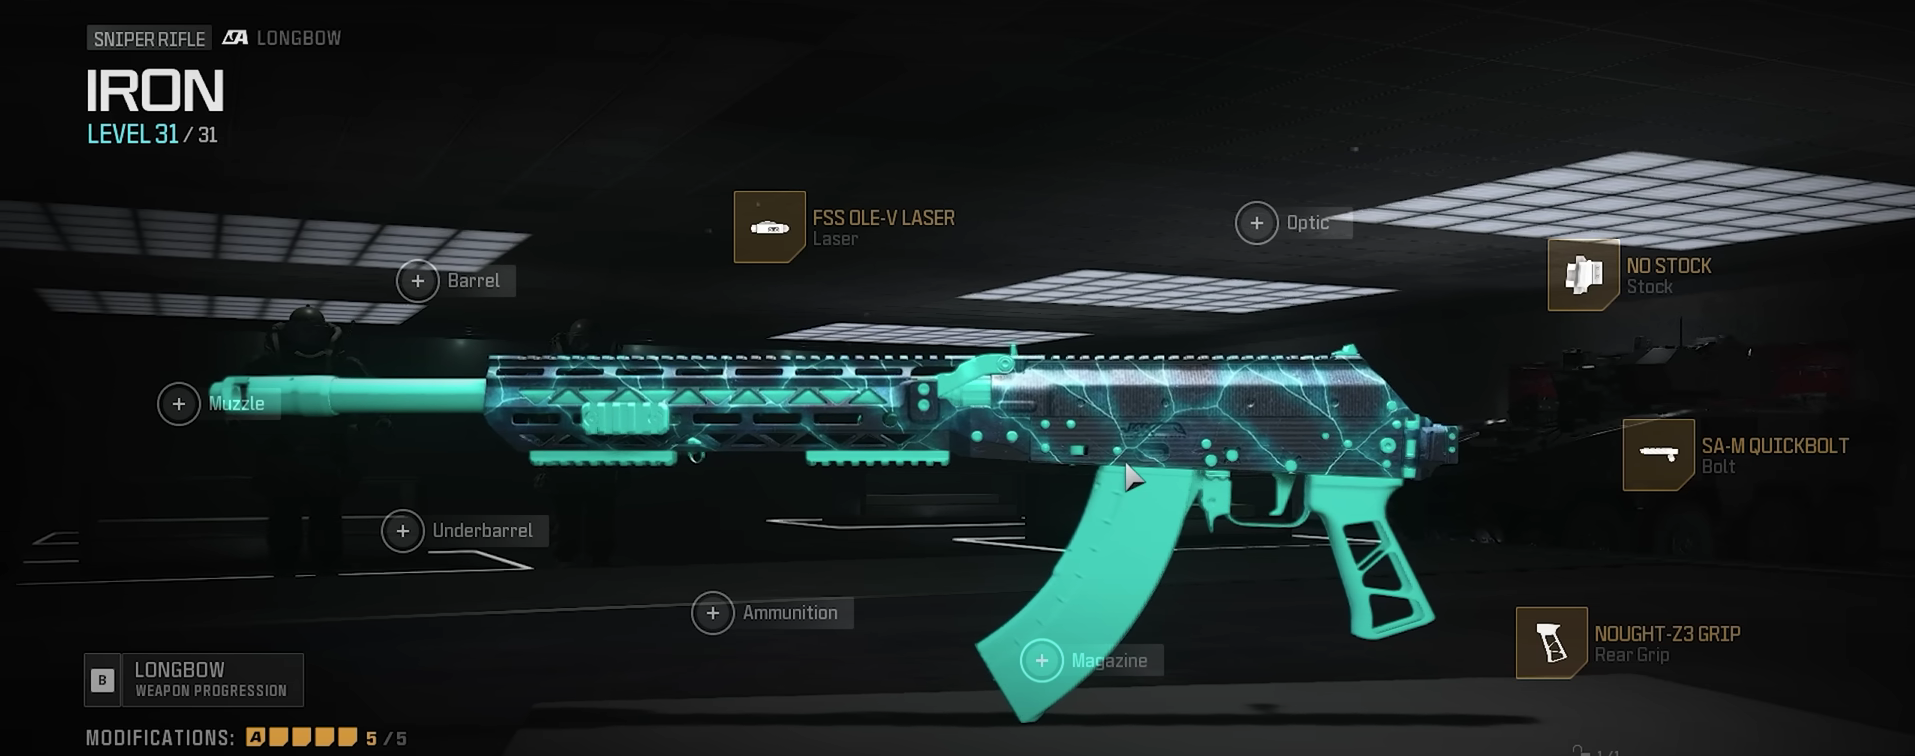 SNIPER RIFLE LONGBOW
IRON
LEVEL 31 / 31
FSS OLE-V LASER
Laser
Optic
NO STOCK
Stock
Barrel
Muzzle
SA-M QUICKBOLT
Bolt
Underbarrel
Ammunition
NOUGHT-Z3 GRIP
Rear Grip
Magazine
B
LONGBOW
WEAPON PROGRESSION
MODIFICATIONS: 5 / 5